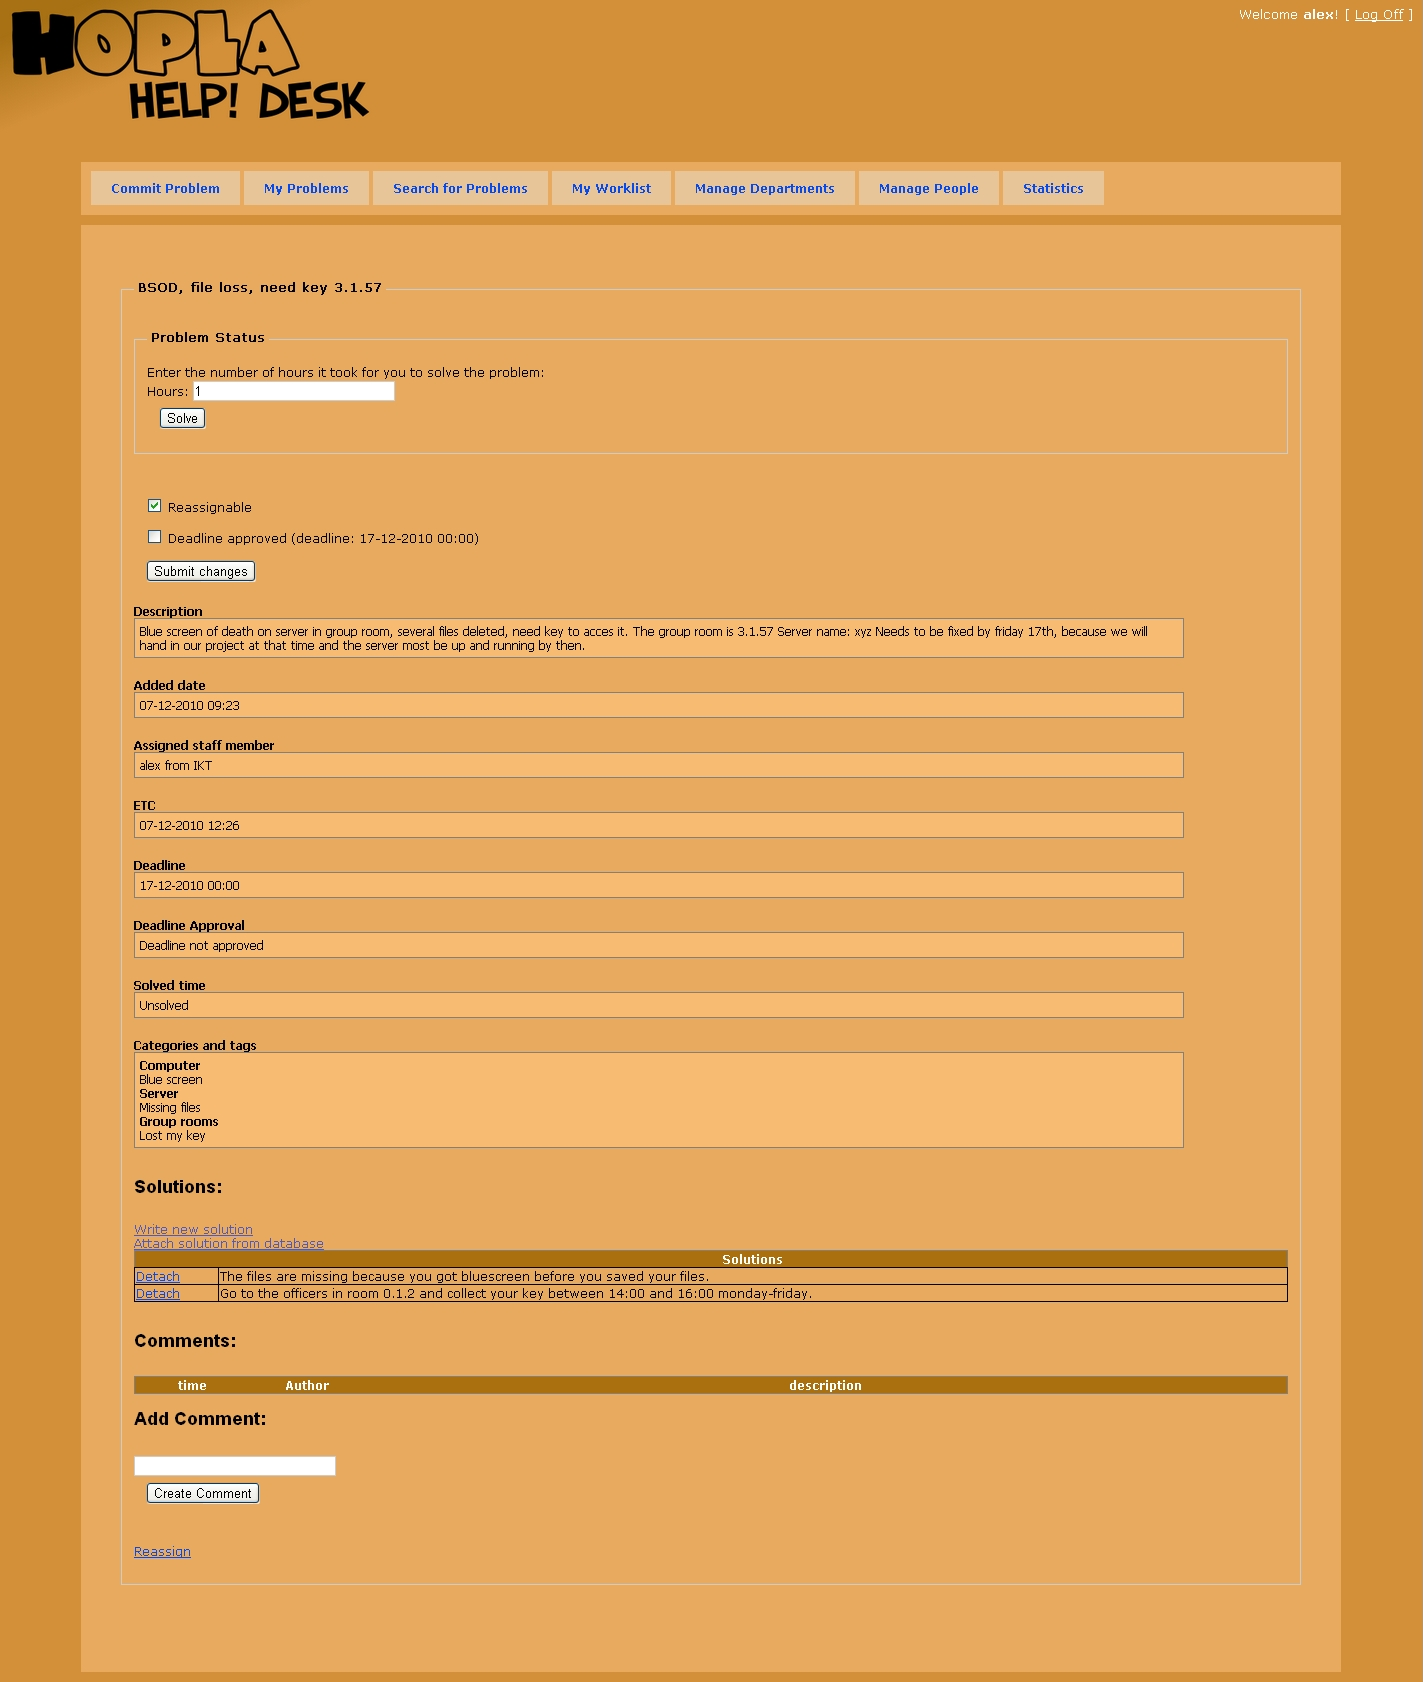 HOPLA
HELP! DESK
Welcome alex! [ Log Off ]
Commit Problem My Problems Search for Problems My Worklist Manage Departments Manage People Statistics
BSOD, file loss, need key 3.1.57
Problem Status
Enter the number of hours it took for you to solve the problem:
Hours: 1
Solve
Reassignable
Deadline approved (deadline: 17-12-2010 00:00)
Submit changes
Description
Blue screen of death on server in group room, several files deleted, need key to acces it. The group room is 3.1.57 Server name: xyz Needs to be fixed by friday 17th, because we will
hand in our project at that time and the server most be up and running by then.
Added date
07-12-2010 09:23
Assigned staff member
alex from IKT
ETC
07-12-2010 12:26
Deadline
17-12-2010 00:00
Deadline Approval
Deadline not approved
Solved time
Unsolved
Categories and tags
Computer
Blue screen
Server
Missing files
Group rooms
Lost my key
Solutions:
Write new solution
Attach solution from database
Solutions
Detach The files are missing because you got bluescreen before you saved your files.
Detach Go to the officers in room 0.1.2 and collect your key between 14:00 and 16:00 monday-friday.
Comments:
time Author description
Add Comment:
Create Comment
Reassign